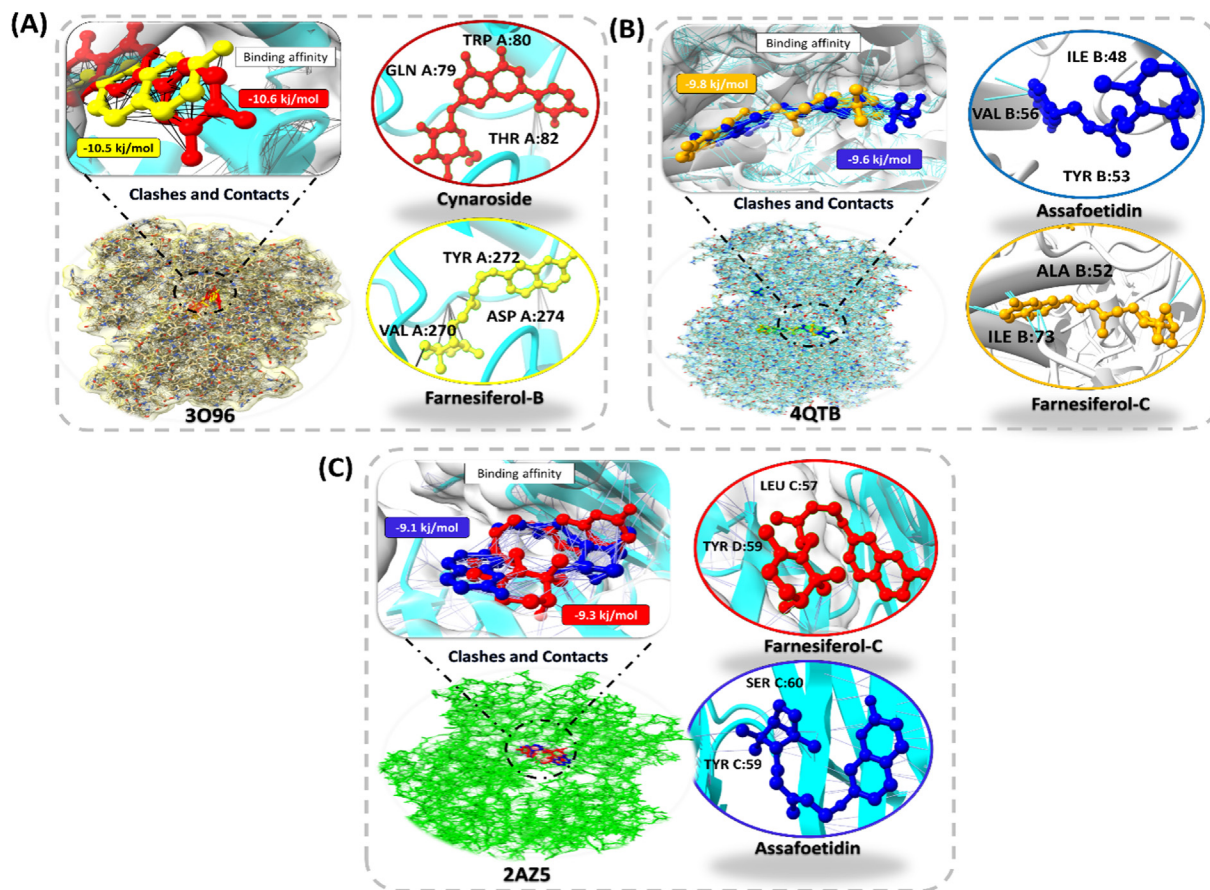 (A)
Binding affinity
-10.6 kj/mol
-10.5 kj/mol
Clashes and Contacts
3O96
TRP A:80
GLN A:79
THR A:82
Cynaroside
TYR A:272
ASP A:274
VAL A:270
Farnesiferol-B
(B)
Binding affinity
-9.8 kj/mol
-9.6 kj/mol
Clashes and Contacts
4QTB
ILE B:48
VAL B:56
TYR B:53
Assafoetidin
ALA B:52
ILE B:73
Farnesiferol-C
(C)
Binding affinity
-9.1 kj/mol
-9.3 kj/mol
Clashes and Contacts
2AZ5
LEU C:57
TYR D:59
Farnesiferol-C
SER C:60
TYR C:59
Assafoetidin